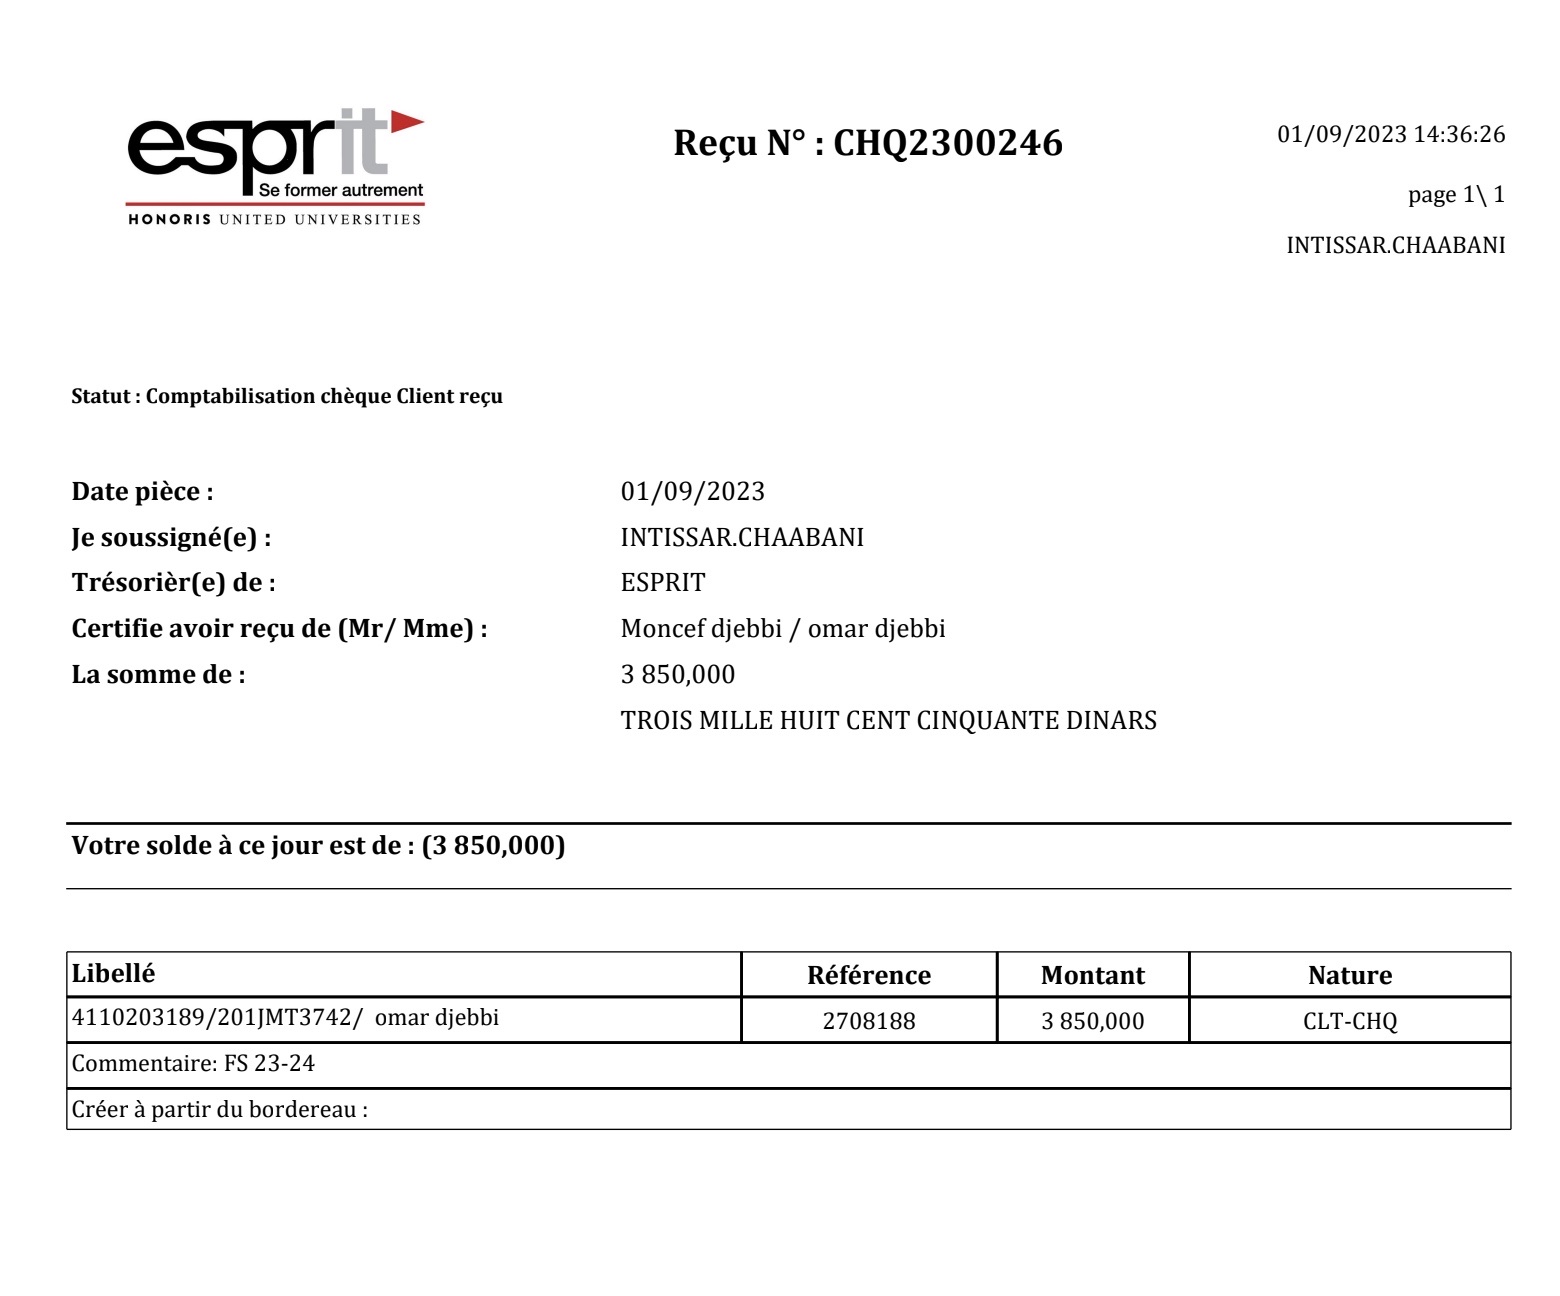 esprit
Se former autrement
HONORIS UNITED UNIVERSITIES
Reçu N° : CHQ2300246
01/09/2023 14:36:26
page 1\ 1
INTISSAR.CHAABANI
Statut : Comptabilisation chèque Client reçu
Date pièce : 01/09/2023
Je soussigné(e) : INTISSAR.CHAABANI
Trésorièr(e) de : ESPRIT
Certifie avoir reçu de (Mr/ Mme) : Moncef djebbi / omar djebbi
La somme de : 3 850,000
TROIS MILLE HUIT CENT CINQUANTE DINARS
Votre solde à ce jour est de : (3 850,000)
Libellé Référence Montant Nature
4110203189/201JMT3742/ omar djebbi 2708188 3 850,000 CLT-CHQ
Commentaire: FS 23-24
Créer à partir du bordereau :